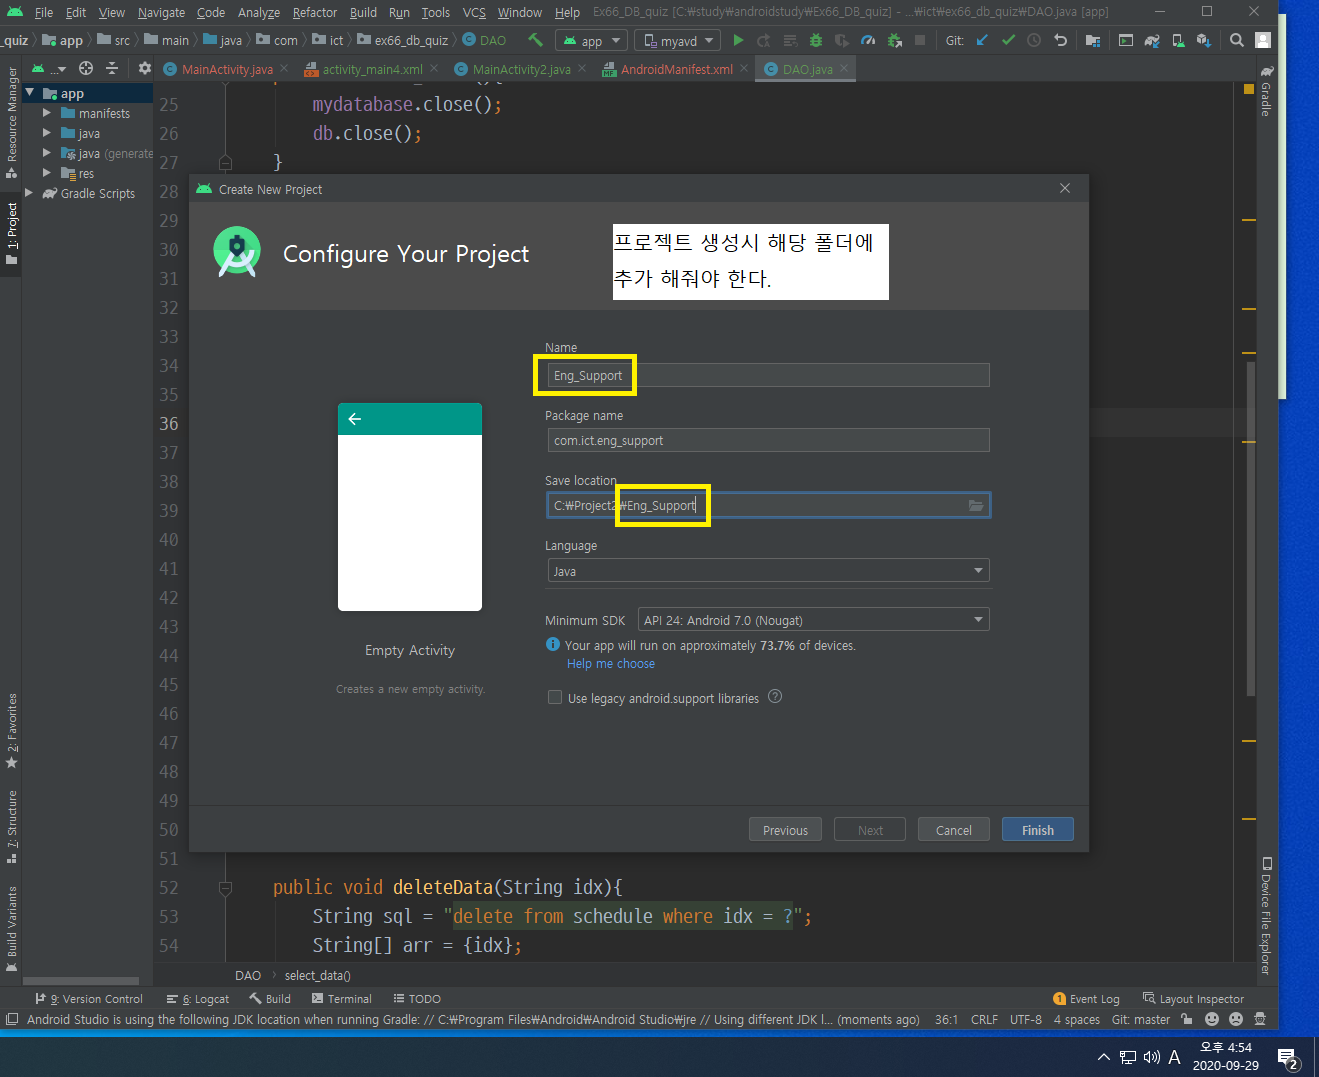 File Edit View Navigate Code Analyze Refactor Build Run Tools VCS Window Help Ex66_DB_quiz [C:₩study₩androidstudy₩Ex66_DB_quiz] - ...₩ict₩ex66_db_quiz₩DAO.java [app]
_quiz app src main java com ict ex66_db_quiz DAO app myavd Git:
... MainActivity.java activity_main4.xml MainActivity2.java AndroidManifest.xml DAO.java
Resource Manager
1: Project
2: Favorites
7: Structure
Build Variants
app
manifests
java
java (generate
res
Gradle Scripts
25 mydatabase.close();
26 db.close();
27 }
28
29
30
31
32
33
34
35
36
37
38
39
40
41
42
43
44
45
46
47
48
49
50
51
52 public void deleteData(String idx){
53 String sql = "delete from schedule where idx = ?";
54 String[] arr = {idx};
Create New Project
Configure Your Project
프로젝트 생성시 해당 폴더에
추가 해줘야 한다.
Name
Eng_Support
Package name
com.ict.eng_support
Save location
C:₩Project2₩Eng_Support
Language
Java
Minimum SDK API 24: Android 7.0 (Nougat)
Your app will run on approximately 73.7% of devices.
Help me choose
Use legacy android.support libraries ?
Empty Activity
Creates a new empty activity.
Previous Next Cancel Finish
Gradle
Device File Explorer
DAO select_data()
9: Version Control 6: Logcat Build Terminal TODO 1 Event Log Layout Inspector
Android Studio is using the following JDK location when running Gradle: // C:₩Program Files₩Android₩Android Studio₩jre // Using different JDK l... (moments ago) 36:1 CRLF UTF-8 4 spaces Git: master
A 오후 4:54
2020-09-29 2